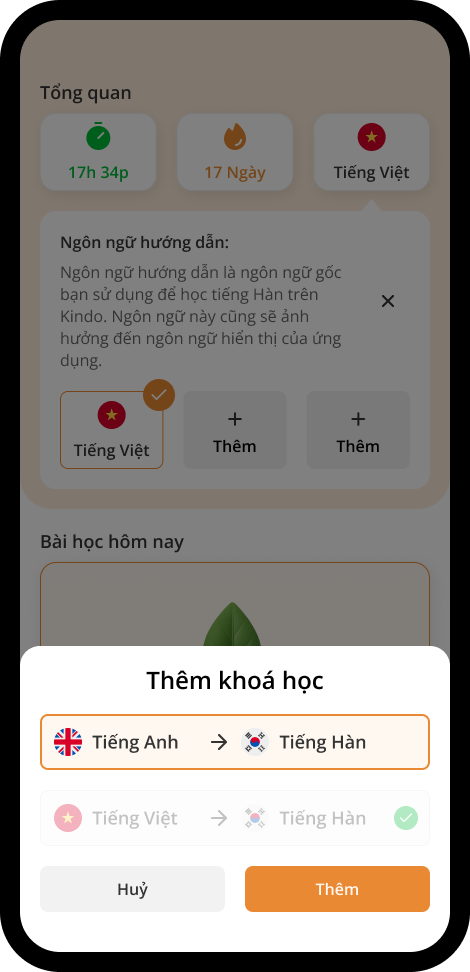 Tổng quan
17h 34p
17 Ngày
Tiếng Việt
Ngôn ngữ hướng dẫn:
Ngôn ngữ hướng dẫn là ngôn ngữ gốc
bạn sử dụng để học tiếng Hàn trên
Kindo. Ngôn ngữ này cũng sẽ ảnh
hưởng đến ngôn ngữ hiển thị của ứng
dụng.
Tiếng Việt
Thêm
Thêm
Bài học hôm nay
Thêm khoá học
Tiếng Anh → Tiếng Hàn
Tiếng Việt → Tiếng Hàn
Huỷ
Thêm